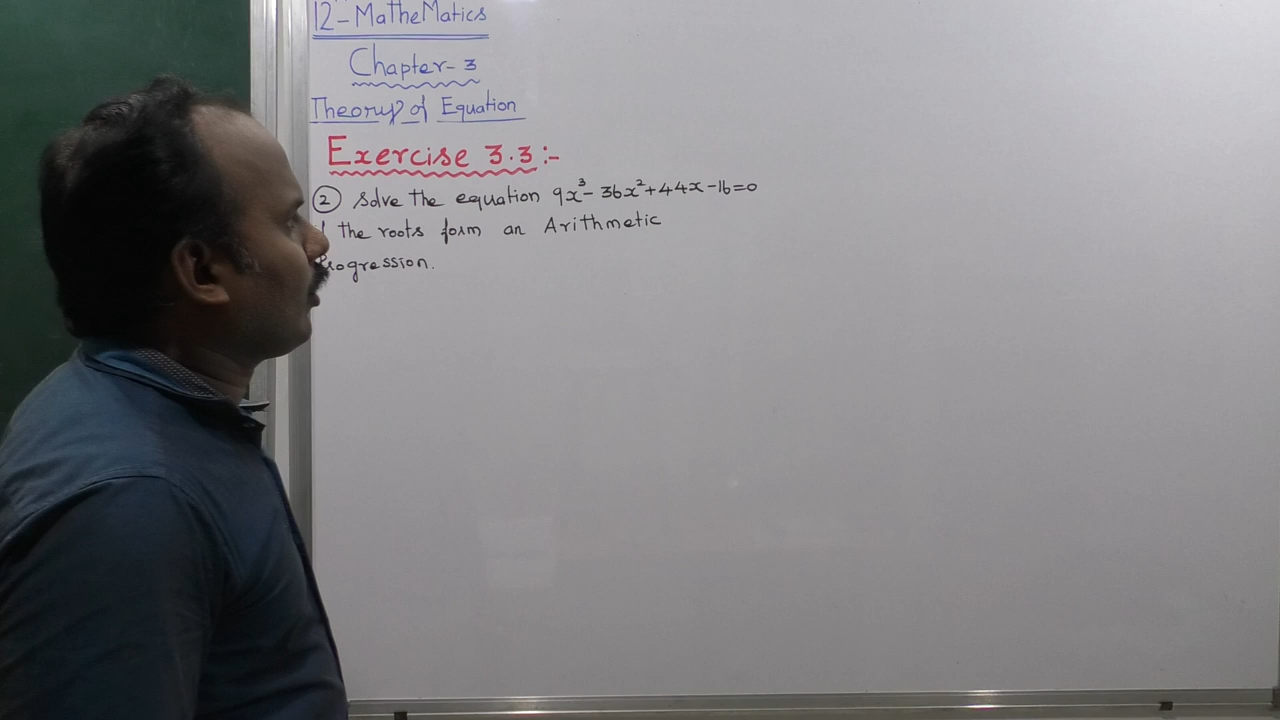 12-MatheMatics
Chapter-3
Theory of Equation
Exercise 3.3:-
② Solve the equation 9x³-36x²+44x-16=0
the roots form an Arithmetic
rogression.